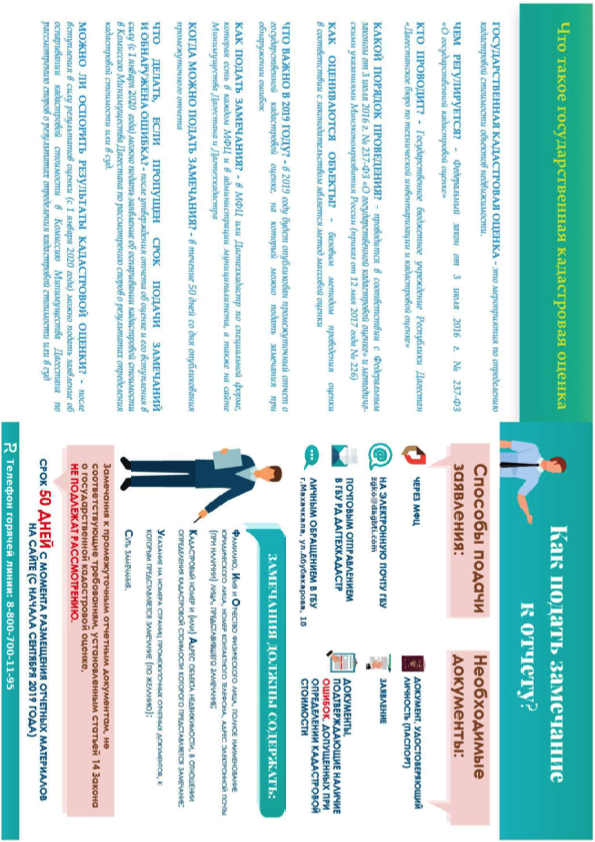 Что такое государственная кадастровая оценка
ГОСУДАРСТВЕННАЯ КАДАСТРОВАЯ ОЦЕНКА - это мероприятия по определению
кадастровой стоимости объектов недвижимости.
ЧЕМ РЕГУЛИРУЕТСЯ? - Федеральный закон от 3 июля 2016 г. № 237-ФЗ
«О государственной кадастровой оценке»
КТО ПРОВОДИТ? - Государственное бюджетное учреждение Республики Дагестан
«Дагестанское бюро по технической инвентаризации и кадастровой оценке»
КАКОЙ ПОРЯДОК ПРОВЕДЕНИЯ? - проводится в соответствии с Федеральным
законом от 3 июля 2016 г. № 237-ФЗ «О государственной кадастровой оценке» и методиче-
скими указаниями Минэкономразвития России (приказ от 12 мая 2017 года № 226)
КАК ОЦЕНИВАЮТСЯ ОБЪЕКТЫ? - базовым методом проведения оценки
в соответствии с законодательством является метод массовой оценки
ЧТО ВАЖНО В 2019 ГОДУ? - в 2019 году будет опубликован промежуточный отчет о
государственной кадастровой оценке, на который можно подать замечания при
обнаружении ошибок
КАК ПОДАТЬ ЗАМЕЧАНИЯ? - в МФЦ или Дагтехкадастр по специальной форме,
которая есть в каждом МФЦ и в администрации муниципалитета, а также на сайте
Минимущества Дагестана и Дагтехкадастра
КОГДА МОЖНО ПОДАТЬ ЗАМЕЧАНИЯ? - в течение 50 дней со дня опубликования
промежуточного отчета
ЧТО ДЕЛАТЬ, ЕСЛИ ПРОПУЩЕН СРОК ПОДАЧИ ЗАМЕЧАНИЙ
И ОБНАРУЖЕНА ОШИБКА? - после утверждения отчета об оценке и его вступления в
силу (с 1 января 2020 года) можно подать заявление об оспаривании кадастровой стоимости
в Комиссию Минимущества Дагестана по рассмотрению споров о результатах определения
кадастровой стоимости или в суд.
МОЖНО ЛИ ОСПОРИТЬ РЕЗУЛЬТАТЫ КАДАСТРОВОЙ ОЦЕНКИ? - после
вступления в силу результатов оценки (с 1 января 2020 года) можно подать заявление об
оспаривании кадастровой стоимости в Комиссию Минимущества Дагестана по
рассмотрению споров о результатах определения кадастровой стоимости или в суд
Как подать замечание
к отчету?
Способы подачи
заявления:
ЧЕРЕЗ МФЦ
НА ЭЛЕКТРОННУЮ ПОЧТУ ГБУ
zgko@dagbti.com
ПОЧТОВЫМ ОТПРАВЛЕНИЕМ
В ГБУ РД ДАГТЕХКАДАСТР
ЛИЧНЫМ ОБРАЩЕНИЕМ В ГБУ
г.Махачкала, ул.Абубакарова, 18
Необходимые
документы:
ДОКУМЕНТ, УДОСТОВЕРЯЮЩИЙ
ЛИЧНОСТЬ (ПАСПОРТ)
ЗАЯВЛЕНИЕ
ДОКУМЕНТЫ,
ПОДТВЕРЖДАЮЩИЕ НАЛИЧИЕ
ОШИБОК, ДОПУЩЕННЫХ ПРИ
ОПРЕДЕЛЕНИИ КАДАСТРОВОЙ
СТОИМОСТИ
ЗАМЕЧАНИЯ ДОЛЖНЫ СОДЕРЖАТЬ:
Фамилию, Имя и Отчество физического лица, полное наименование
юридического лица, номер контактного телефона, адрес электронной почты
(при наличии) лица, представившего замечание;
Кадастровый номер и (или) Адрес объекта недвижимости, в отношении
определения кадастровой стоимости которого представляется замечание;
Указание на номера страниц промежуточных отчетных документов, к
которым представляется замечание (по желанию);
Суть замечания.
Замечания к промежуточным отчетным документам, не
соответствующие требованиям, установленным статьей 14 Закона
о государственной кадастровой оценке,
НЕ ПОДЛЕЖАТ РАССМОТРЕНИЮ.
СРОК 50 ДНЕЙ С МОМЕНТА РАЗМЕЩЕНИЯ ОТЧЕТНЫХ МАТЕРИАЛОВ
НА САЙТЕ (С НАЧАЛА СЕНТЯБРЯ 2019 ГОДА)
Телефон горячей линии: 8-800-700-11-95